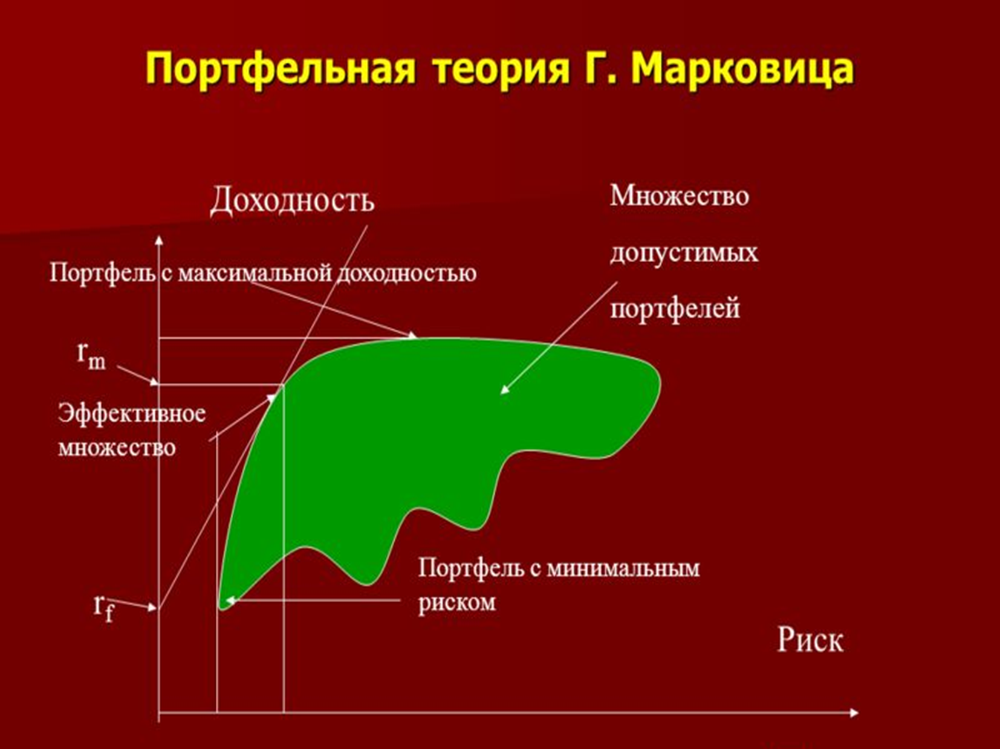 Портфельная теория Г. Марковица
Доходность
Множество
допустимых
портфелей
Портфель с максимальной доходностью
rm
Эффективное
множество
Портфель с минимальным
риском
rf
Риск